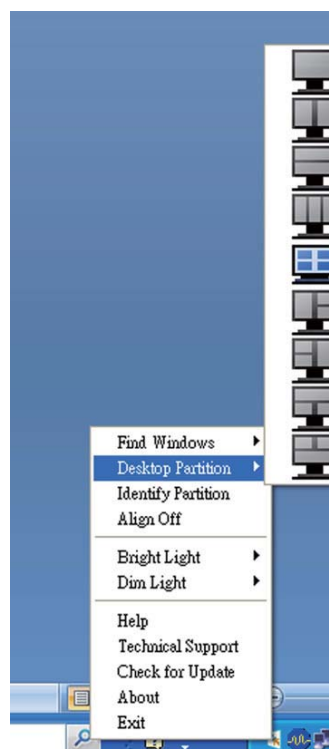 Find Windows
Desktop Partition
Identify Partition
Align Off
Bright Light
Dim Light
Help
Technical Support
Check for Update
About
Exit